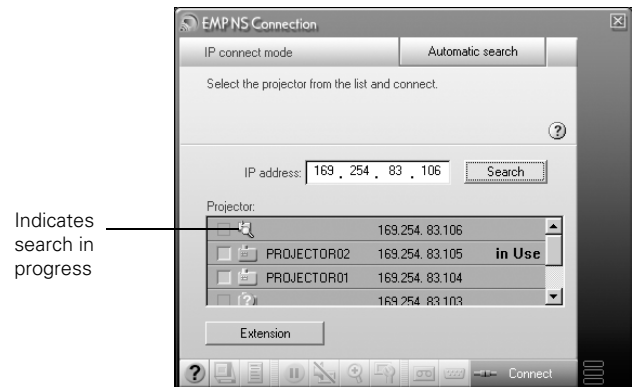 EMP NS Connection
IP connect mode
Automatic search
Select the projector from the list and connect.
?
IP address: 169 . 254 . 83 . 106
Search
Projector:
169.254. 83.106
PROJECTOR02 169.254. 83.105 in Use
PROJECTOR01 169.254. 83.104
? 169.254. 83.103
Extension
? Connect
Indicates
search in
progress